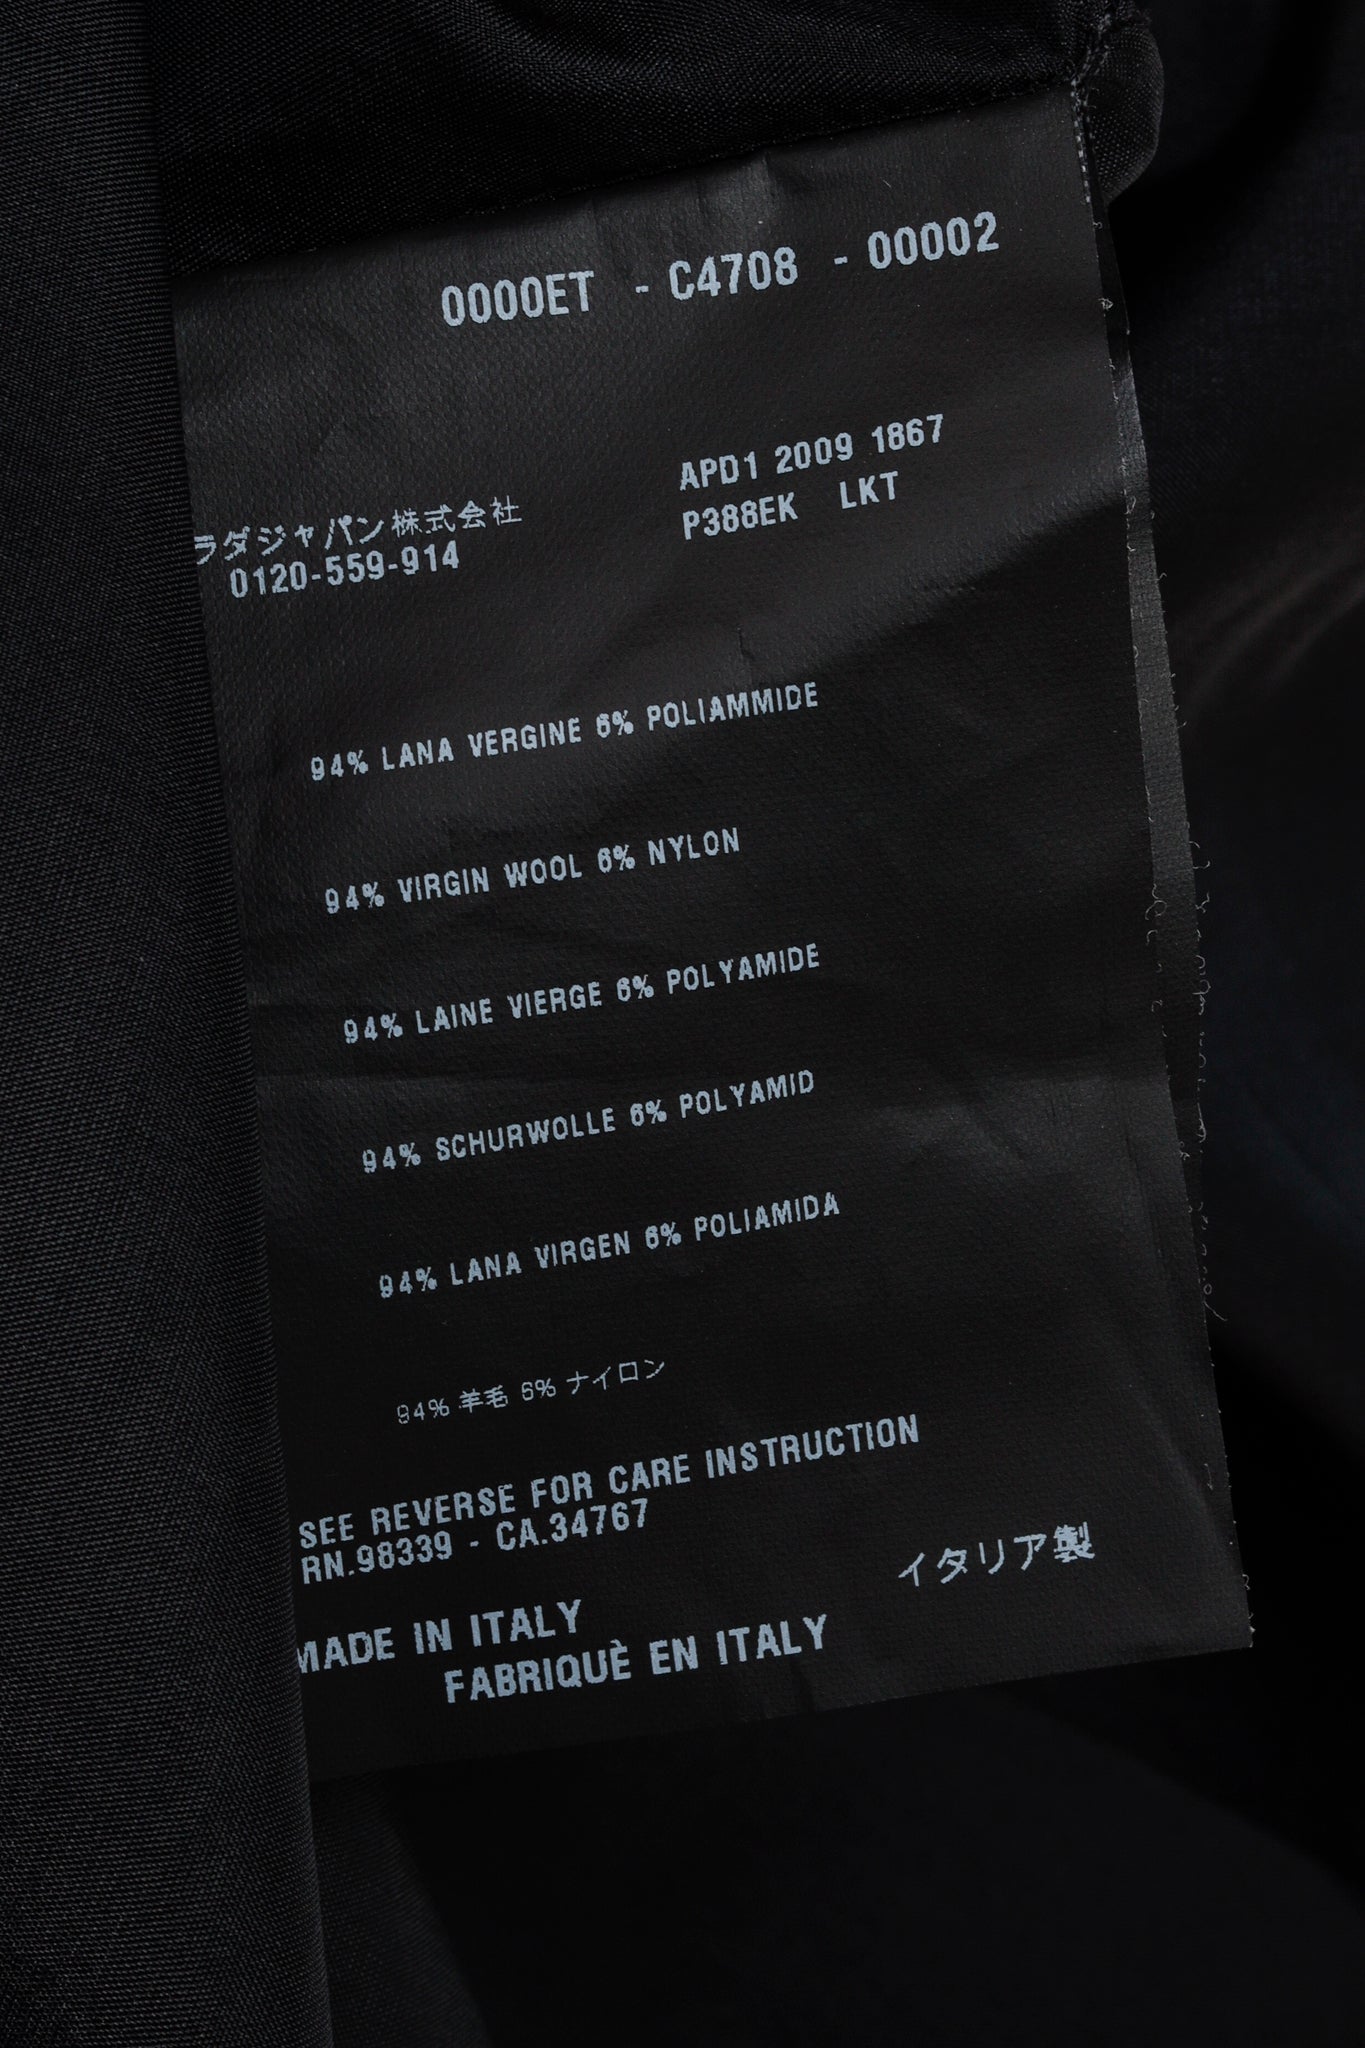 0000ET - C4708 - 00002
APD1 2009 1867
P388EK LKT
ラダジャパン株式会社
0120-559-914
94% LANA VERGINE 6% POLIAMMIDE
94% VIRGIN WOOL 6% NYLON
94% LAINE VIERGE 6% POLYAMIDE
94% SCHURWOLLE 6% POLYAMID
94% LANA VIRGEN 6% POLIAMIDA
94% 羊毛 6% ナイロン
SEE REVERSE FOR CARE INSTRUCTION
RN.98339 - CA.34767
イタリア製
MADE IN ITALY
FABRIQUÈ EN ITALY